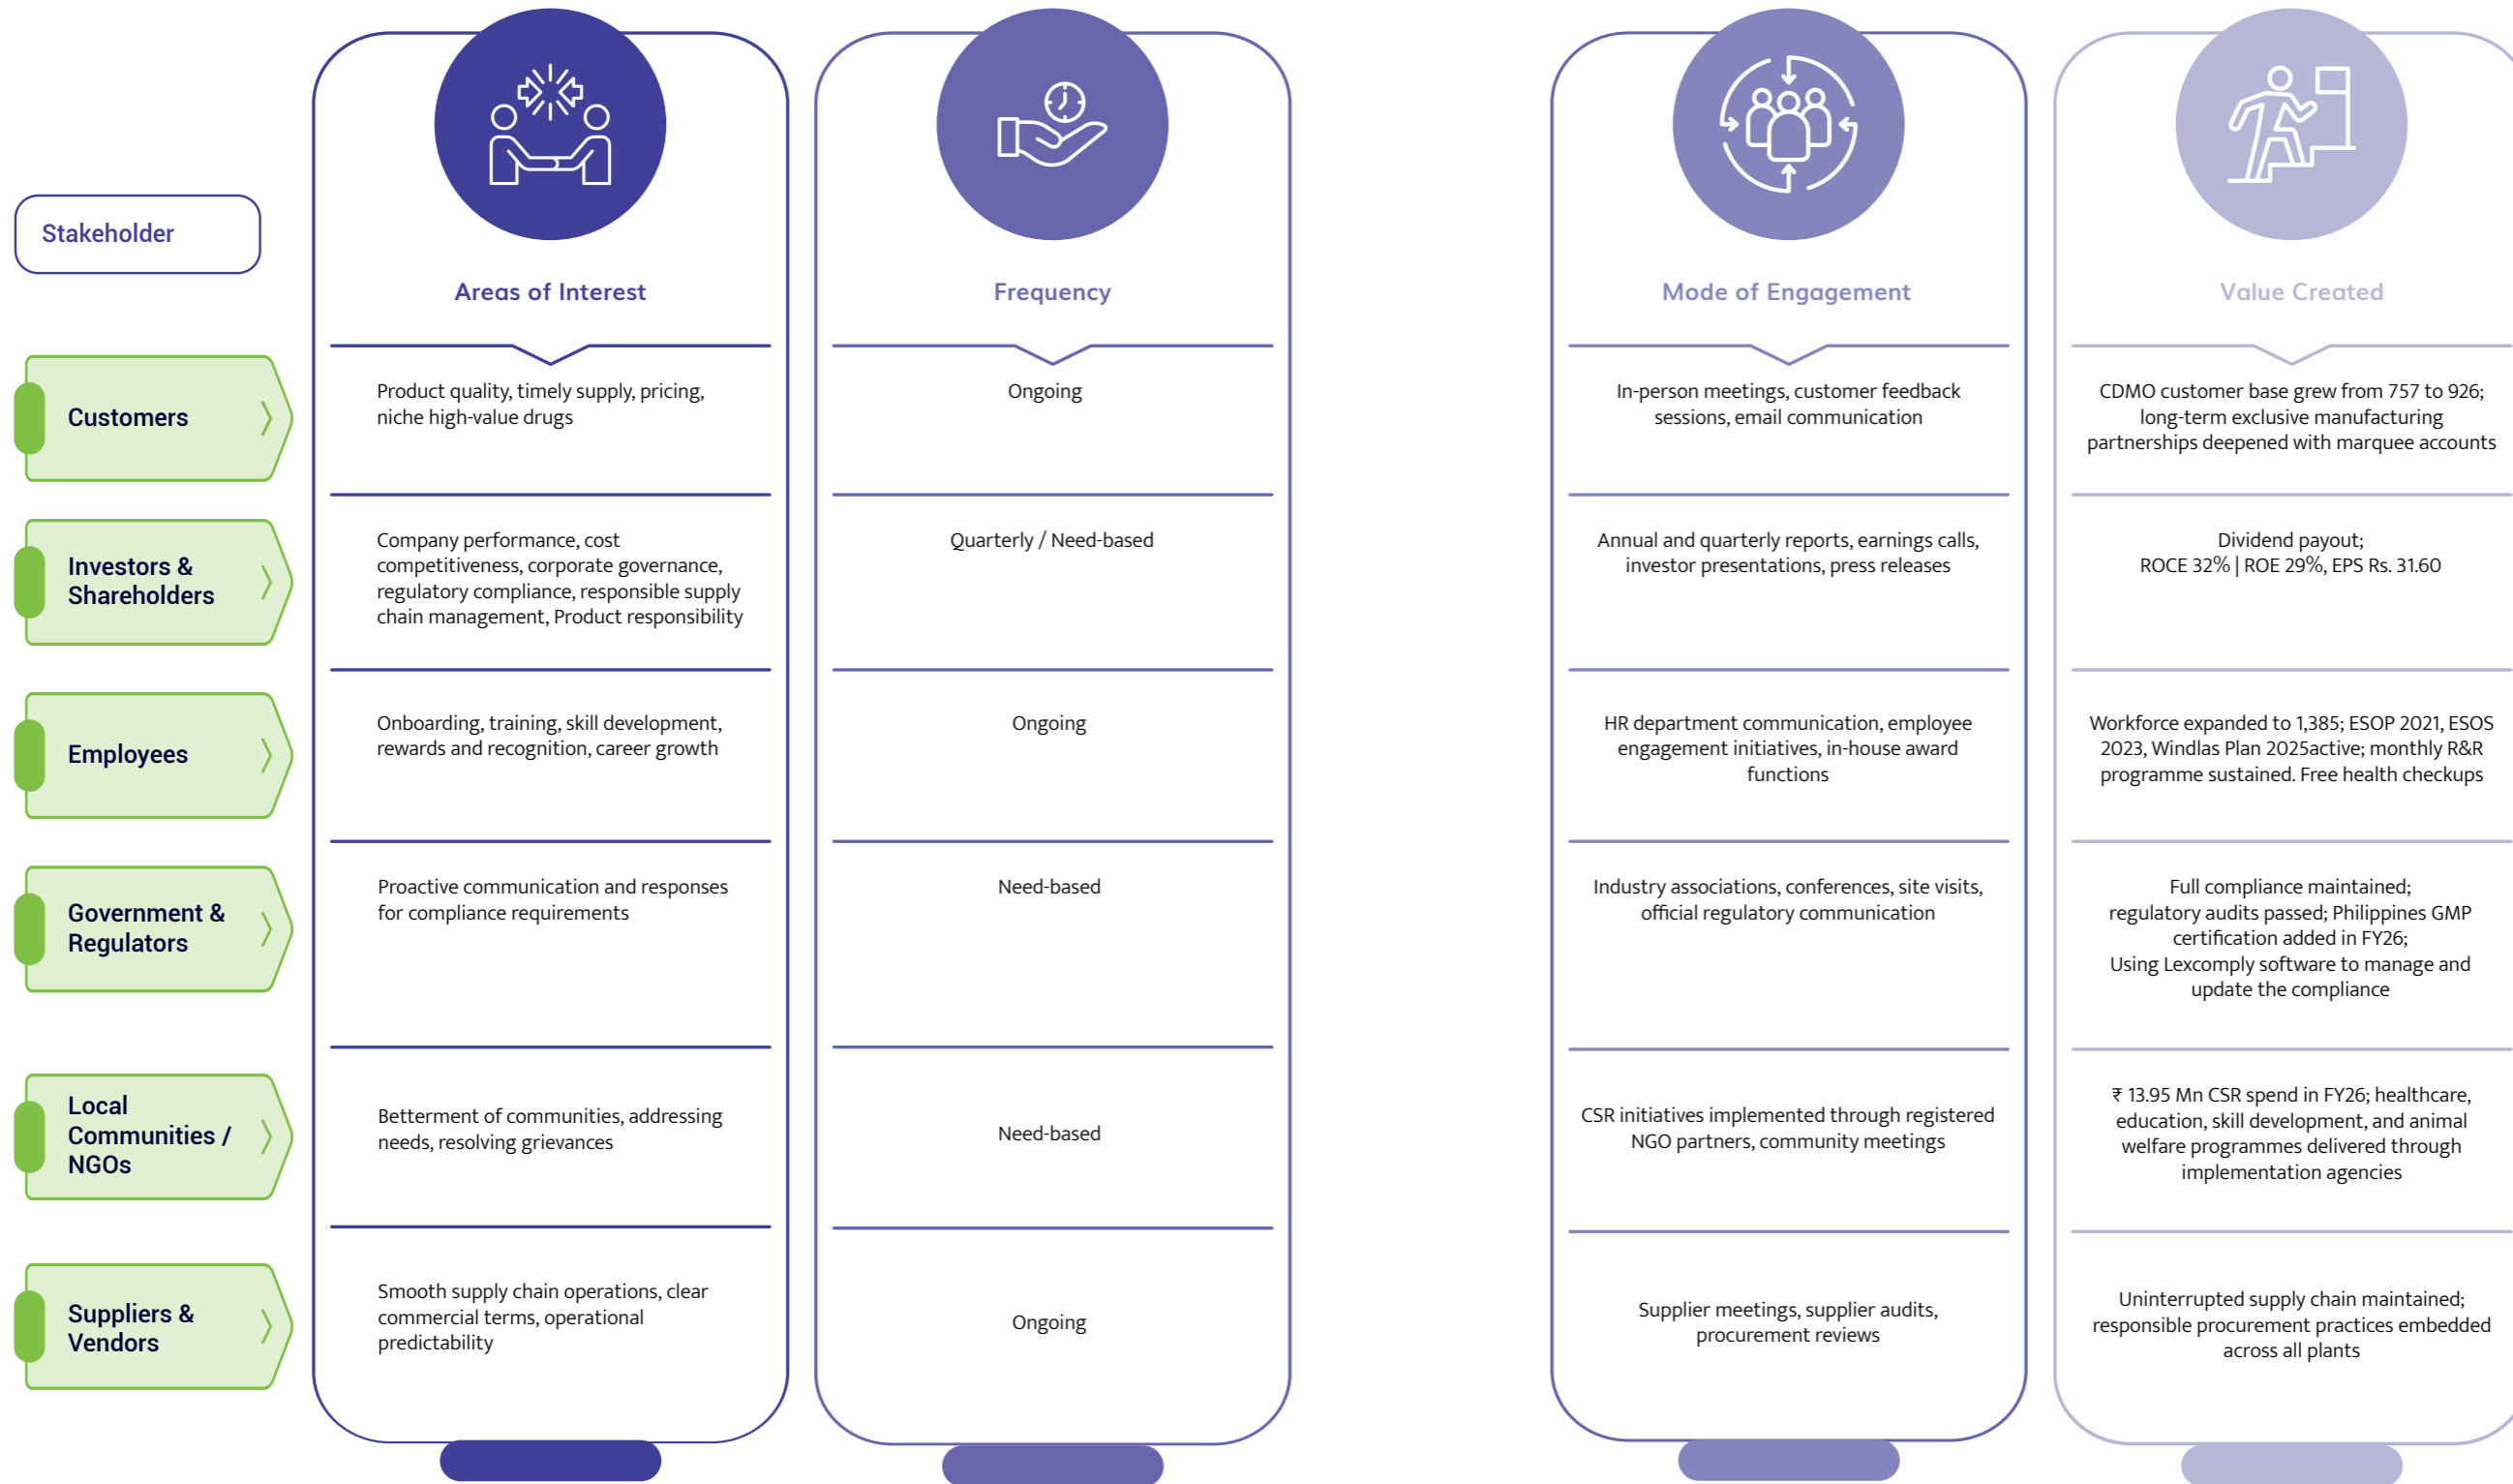 Stakeholder
Areas of Interest
Frequency
Mode of Engagement
Value Created
Customers
Product quality, timely supply, pricing,
niche high-value drugs
Ongoing
In-person meetings, customer feedback
sessions, email communication
CDMO customer base grew from 757 to 926;
long-term exclusive manufacturing
partnerships deepened with marquee accounts
Investors &
Shareholders
Company performance, cost
competitiveness, corporate governance,
regulatory compliance, responsible supply
chain management, Product responsibility
Quarterly / Need-based
Annual and quarterly reports, earnings calls,
investor presentations, press releases
Dividend payout;
ROCE 32% | ROE 29%, EPS Rs. 31.60
Employees
Onboarding, training, skill development,
rewards and recognition, career growth
Ongoing
HR department communication, employee
engagement initiatives, in-house award
functions
Workforce expanded to 1,385; ESOP 2021, ESOS
2023, Windlas Plan 2025active; monthly R&R
programme sustained. Free health checkups
Government &
Regulators
Proactive communication and responses
for compliance requirements
Need-based
Industry associations, conferences, site visits,
official regulatory communication
Full compliance maintained;
regulatory audits passed; Philippines GMP
certification added in FY26;
Using Lexcomply software to manage and
update the compliance
Local
Communities /
NGOs
Betterment of communities, addressing
needs, resolving grievances
Need-based
CSR initiatives implemented through registered
NGO partners, community meetings
₹ 13.95 Mn CSR spend in FY26; healthcare,
education, skill development, and animal
welfare programmes delivered through
implementation agencies
Suppliers &
Vendors
Smooth supply chain operations, clear
commercial terms, operational
predictability
Ongoing
Supplier meetings, supplier audits,
procurement reviews
Uninterrupted supply chain maintained;
responsible procurement practices embedded
across all plants